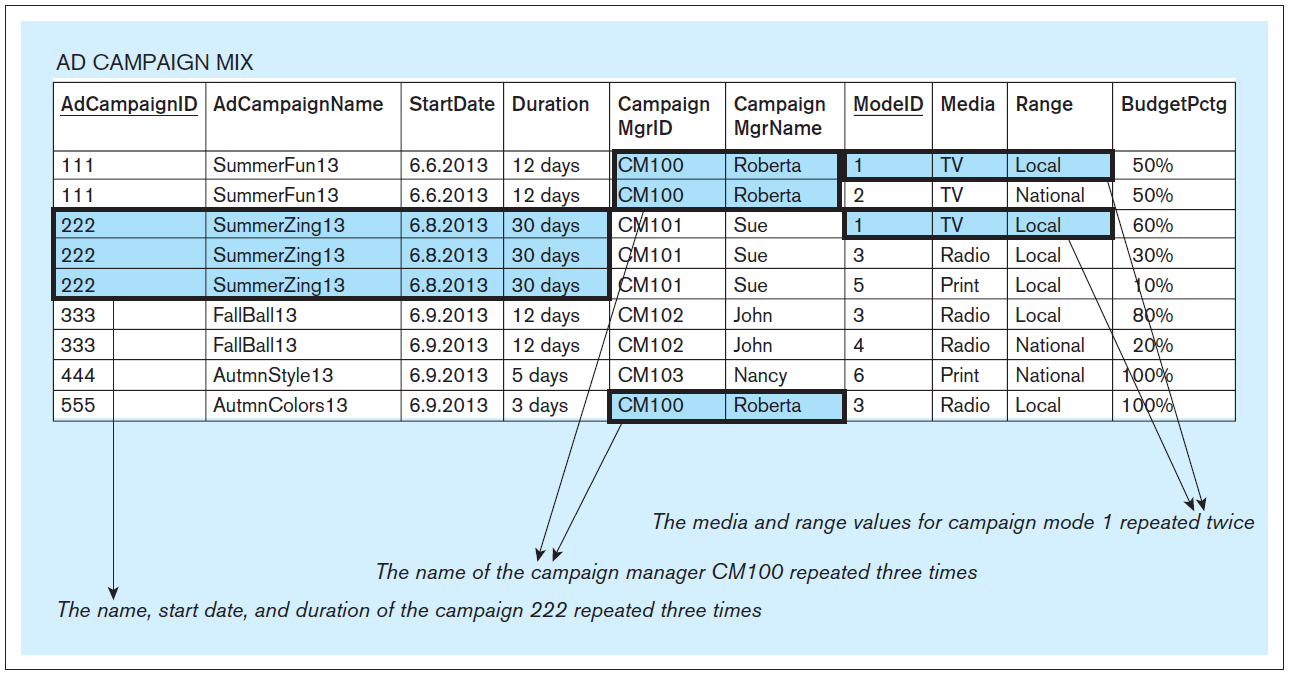 AD CAMPAIGN MIX
AdCampaignID AdCampaignName StartDate Duration Campaign MgrID Campaign MgrName ModeID Media Range BudgetPctg
111 SummerFun13 6.6.2013 12 days CM100 Roberta 1 TV Local 50%
111 SummerFun13 6.6.2013 12 days CM100 Roberta 2 TV National 50%
222 SummerZing13 6.8.2013 30 days CM101 Sue 1 TV Local 60%
222 SummerZing13 6.8.2013 30 days CM101 Sue 3 Radio Local 30%
222 SummerZing13 6.8.2013 30 days CM101 Sue 5 Print Local 10%
333 FallBall13 6.9.2013 12 days CM102 John 3 Radio Local 80%
333 FallBall13 6.9.2013 12 days CM102 John 4 Radio National 20%
444 AutmnStyle13 6.9.2013 5 days CM103 Nancy 6 Print National 100%
555 AutmnColors13 6.9.2013 3 days CM100 Roberta 3 Radio Local 100%
The media and range values for campaign mode 1 repeated twice
The name of the campaign manager CM100 repeated three times
The name, start date, and duration of the campaign 222 repeated three times